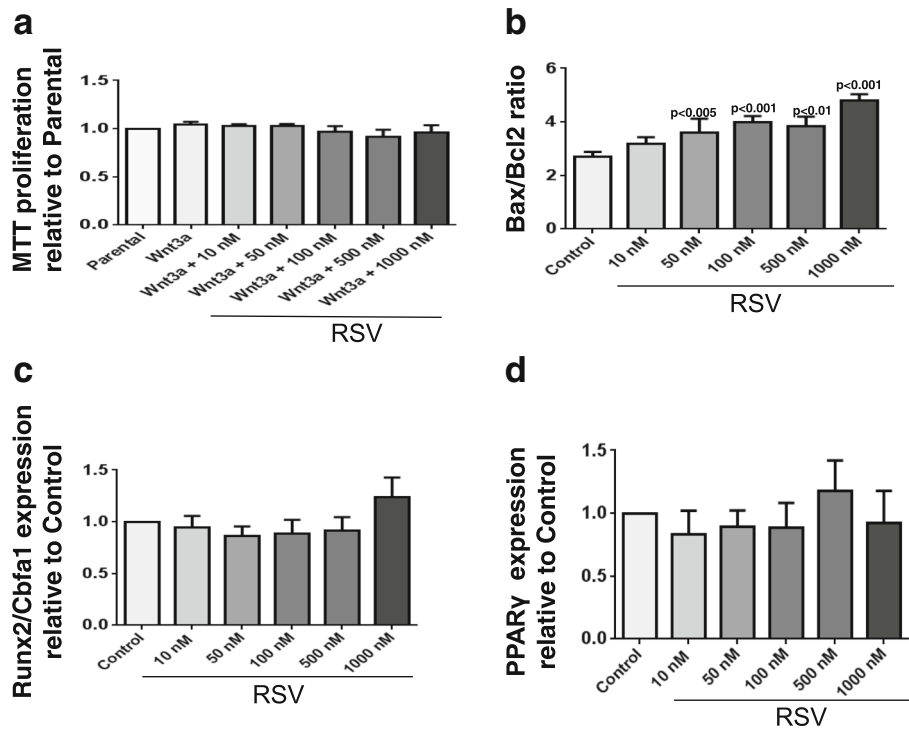 a
MTT proliferation
relative to Parental
1.5
1.0
0.5
0.0
Parental
Wnt3a
Wnt3a + 10 nM
Wnt3a + 50 nM
Wnt3a + 100 nM
Wnt3a + 500 nM
Wnt3a + 1000 nM
RSV
b
Bax/Bcl2 ratio
6
4
2
0
p<0.005
p<0.001
p<0.01
p<0.001
Control
10 nM
50 nM
100 nM
500 nM
1000 nM
RSV
c
Runx2/Cbfa1 expression
relative to Control
1.5
1.0
0.5
0.0
Control
10 nM
50 nM
100 nM
500 nM
1000 nM
RSV
d
PPARγ expression
relative to Control
1.5
1.0
0.5
0.0
Control
10 nM
50 nM
100 nM
500 nM
1000 nM
RSV